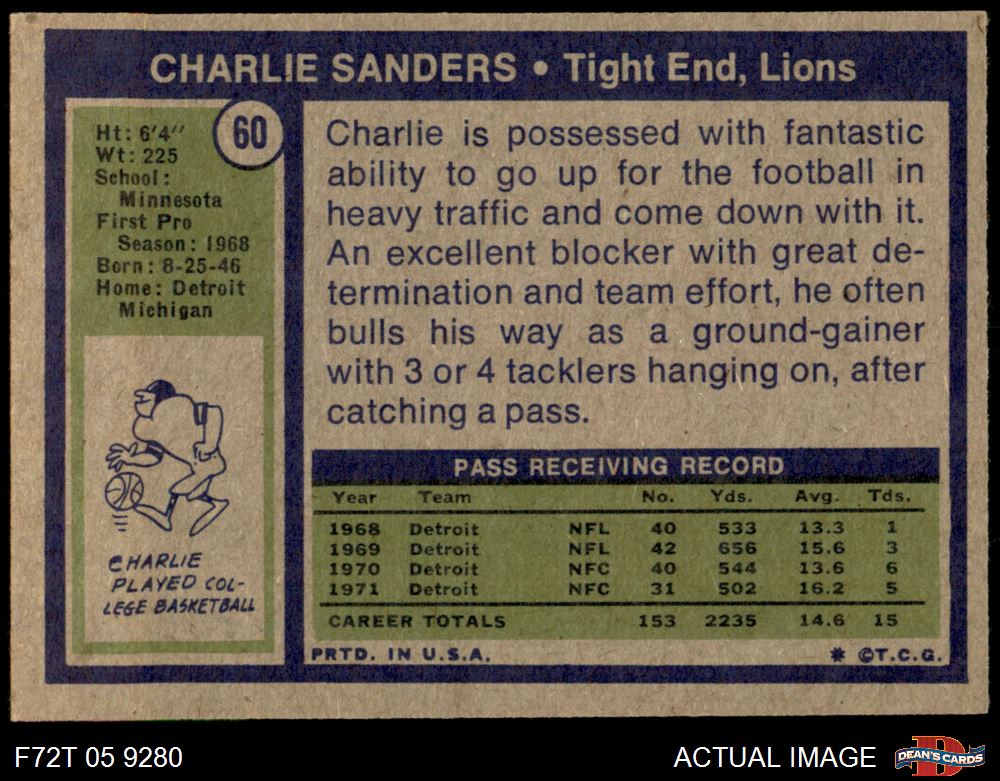 CHARLIE SANDERS • Tight End, Lions
60
Ht: 6'4''
Wt: 225
School:
Minnesota
First Pro
Season: 1968
Born: 8-25-46
Home: Detroit
Michigan
CHARLIE
PLAYED COL-
LEGE BASKETBALL
Charlie is possessed with fantastic
ability to go up for the football in
heavy traffic and come down with it.
An excellent blocker with great de-
termination and team effort, he often
bulls his way as a ground-gainer
with 3 or 4 tacklers hanging on, after
catching a pass.
PASS RECEIVING RECORD
Year Team No. Yds. Avg. Tds.
1968 Detroit NFL 40 533 13.3 1
1969 Detroit NFL 42 656 15.6 3
1970 Detroit NFC 40 544 13.6 6
1971 Detroit NFC 31 502 16.2 5
CAREER TOTALS 153 2235 14.6 15
PRTD. IN U.S.A. * ©T.C.G.
F72T 05 9280 ACTUAL IMAGE
D
DEAN'S CARDS